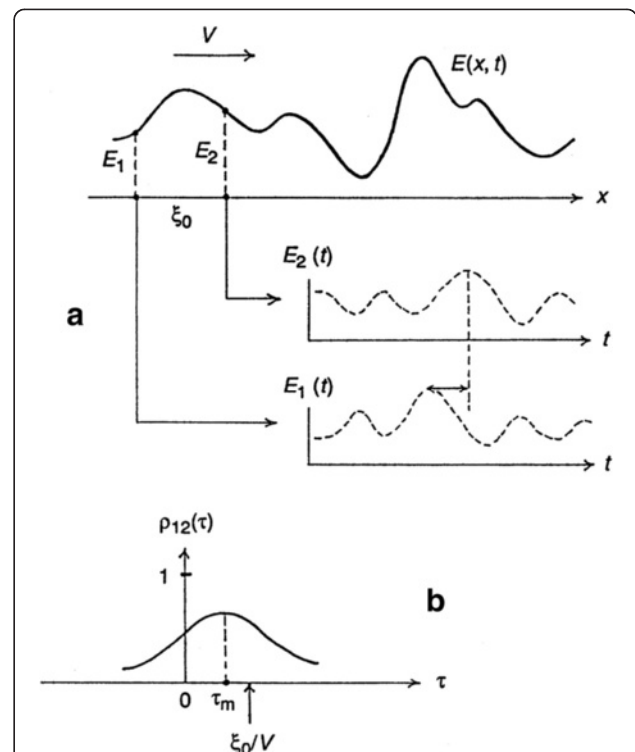 V
E(x, t)
E₁
E₂
ξ₀
x
E₂ (t)
a
t
E₁ (t)
t
ρ₁₂(τ)
1
b
0
τₘ
τ
ξ₀/V